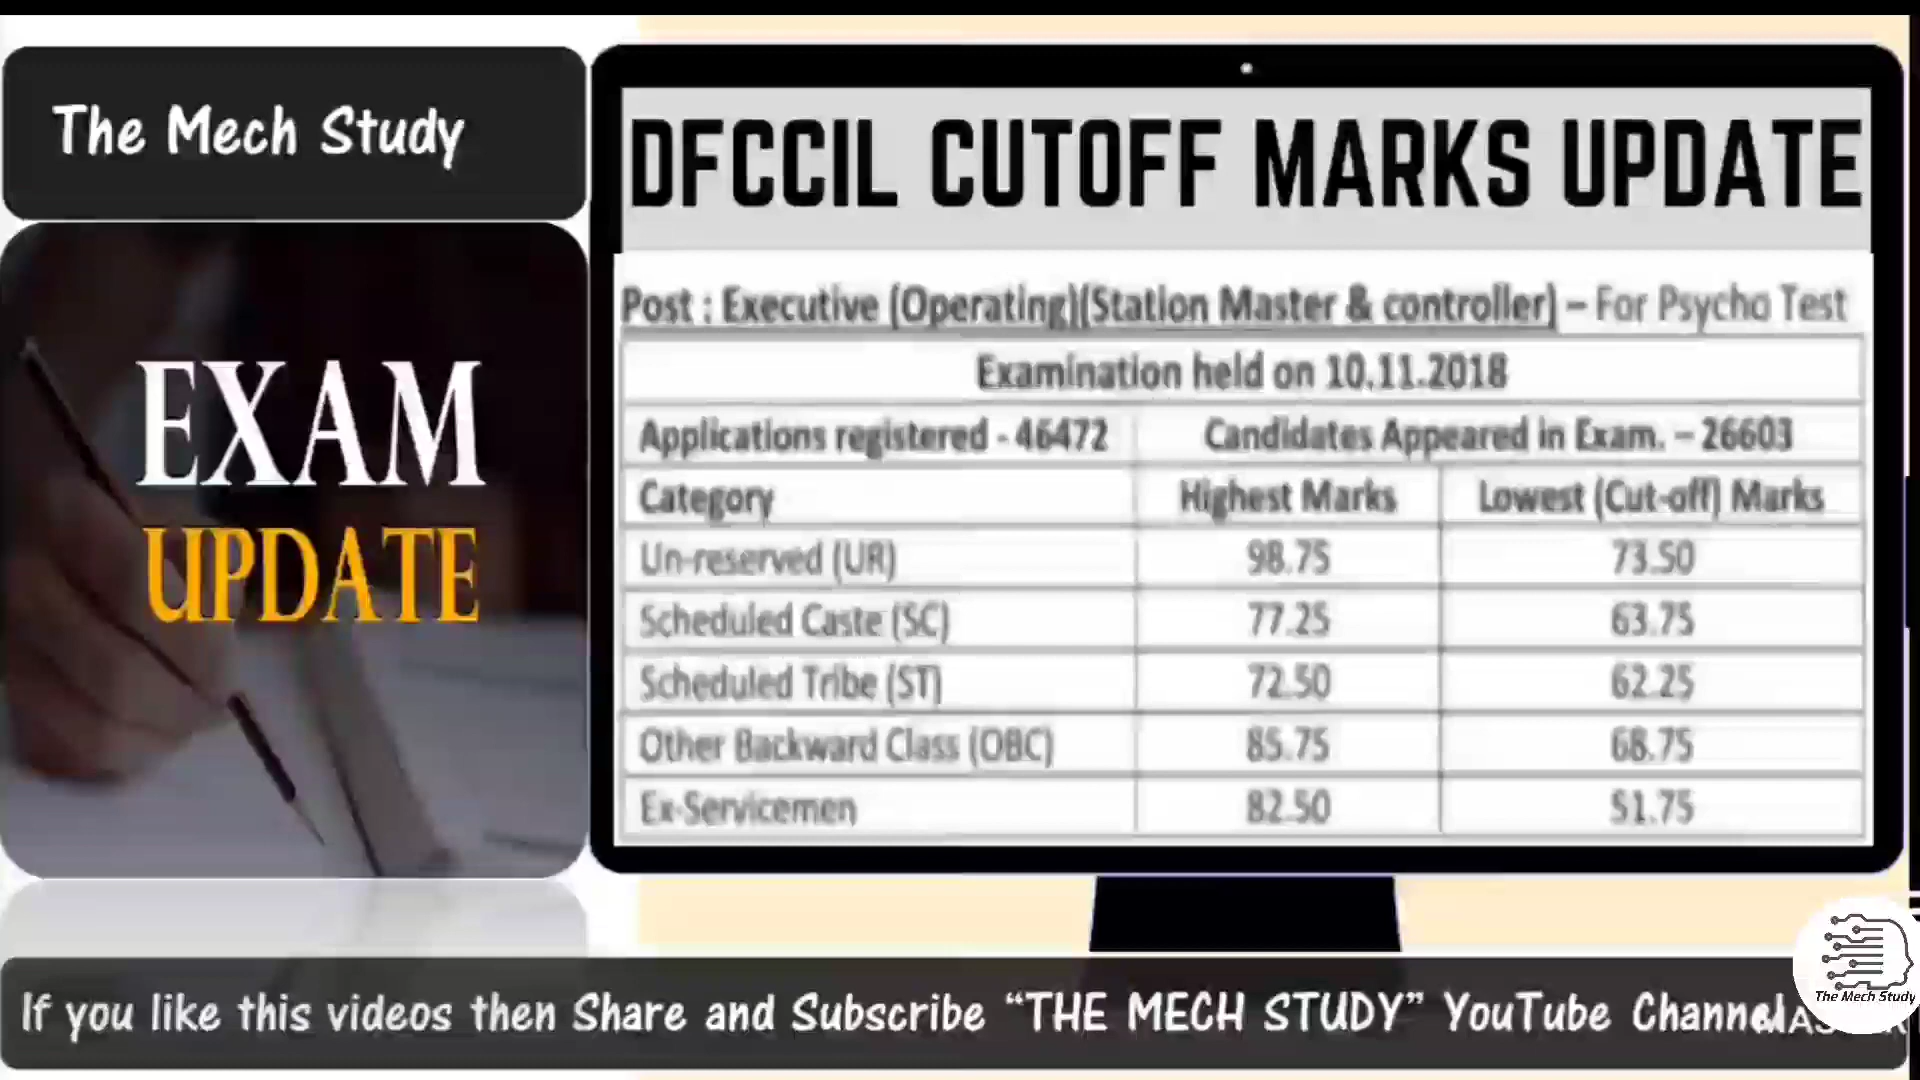 The Mech Study
EXAM
UPDATE
DFCCIL CUTOFF MARKS UPDATE
Post : Executive (Operating)(Station Master & controller) – For Psycho Test
Examination held on 10.11.2018
Applications registered - 46472 Candidates Appeared in Exam. – 26603
Category Highest Marks Lowest (Cut-off) Marks
Un-reserved (UR) 98.75 73.50
Scheduled Caste (SC) 77.25 63.75
Scheduled Tribe (ST) 72.50 62.25
Other Backward Class (OBC) 85.75 68.75
Ex-Servicemen 82.50 51.75
The Mech Study
If you like this videos then Share and Subscribe “THE MECH STUDY” YouTube Channel